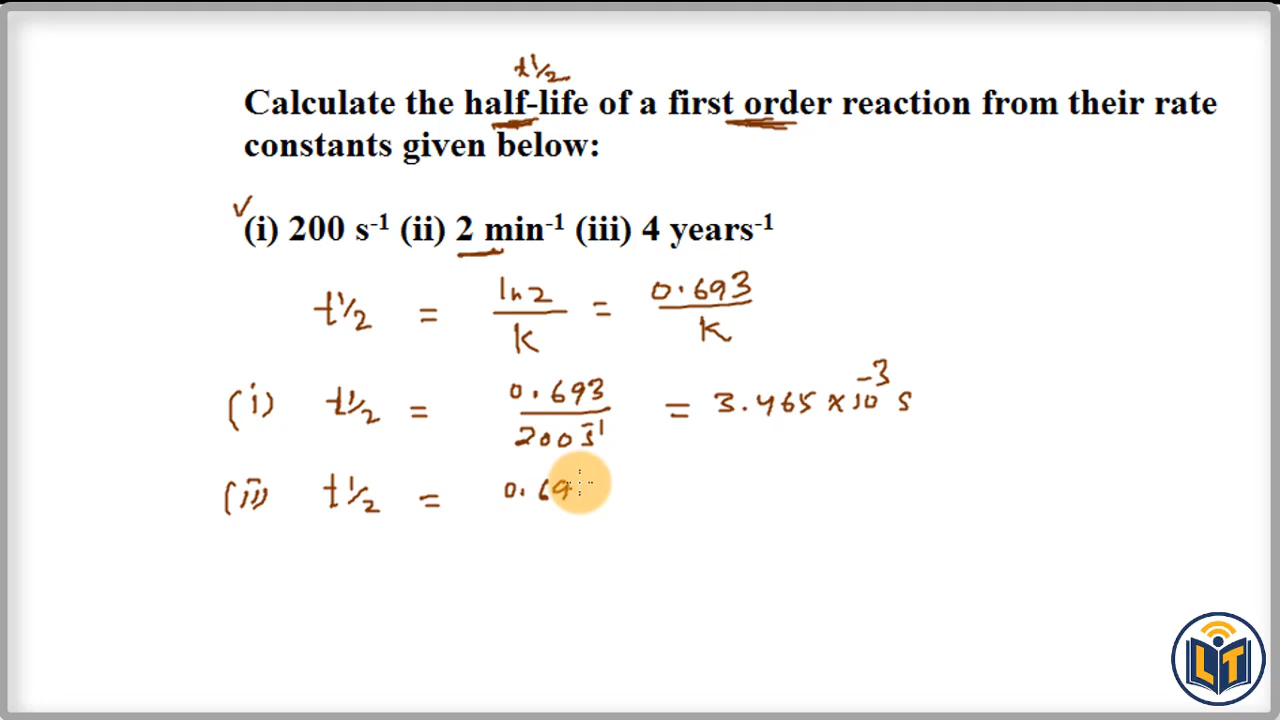 t1/2
Calculate the half-life of a first order reaction from their rate
constants given below:
✓
(i) 200 s⁻¹ (ii) 2 min⁻¹ (iii) 4 years⁻¹
t1/2 = ln2/K = 0.693/K
(i) t1/2 = 0.693/200 s⁻¹ = 3.465 × 10⁻³ s
(ii) t1/2 = 0.69
LT